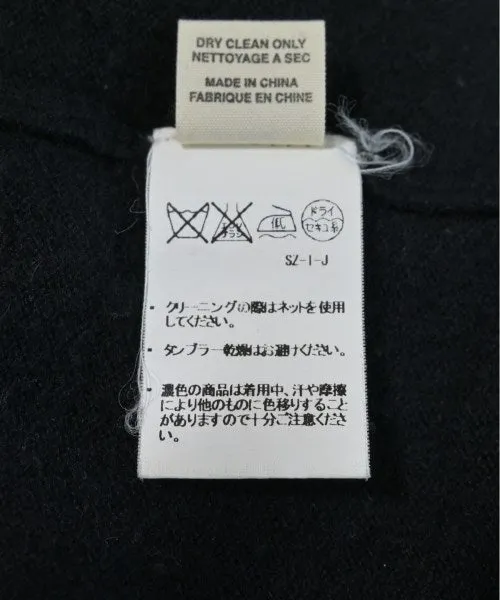 DRY CLEAN ONLY
NETTOYAGE A SEC
MADE IN CHINA
FABRIQUE EN CHINE
低
ドライ
セキユ系
SZ-I-J
・クリーニングの際はネットを使用
してください。
・タンブラー乾燥はお避けください。
・濃色の商品は着用中、汗や摩擦
により他のものに色移りすること
がありますので十分ご注意くださ
い。